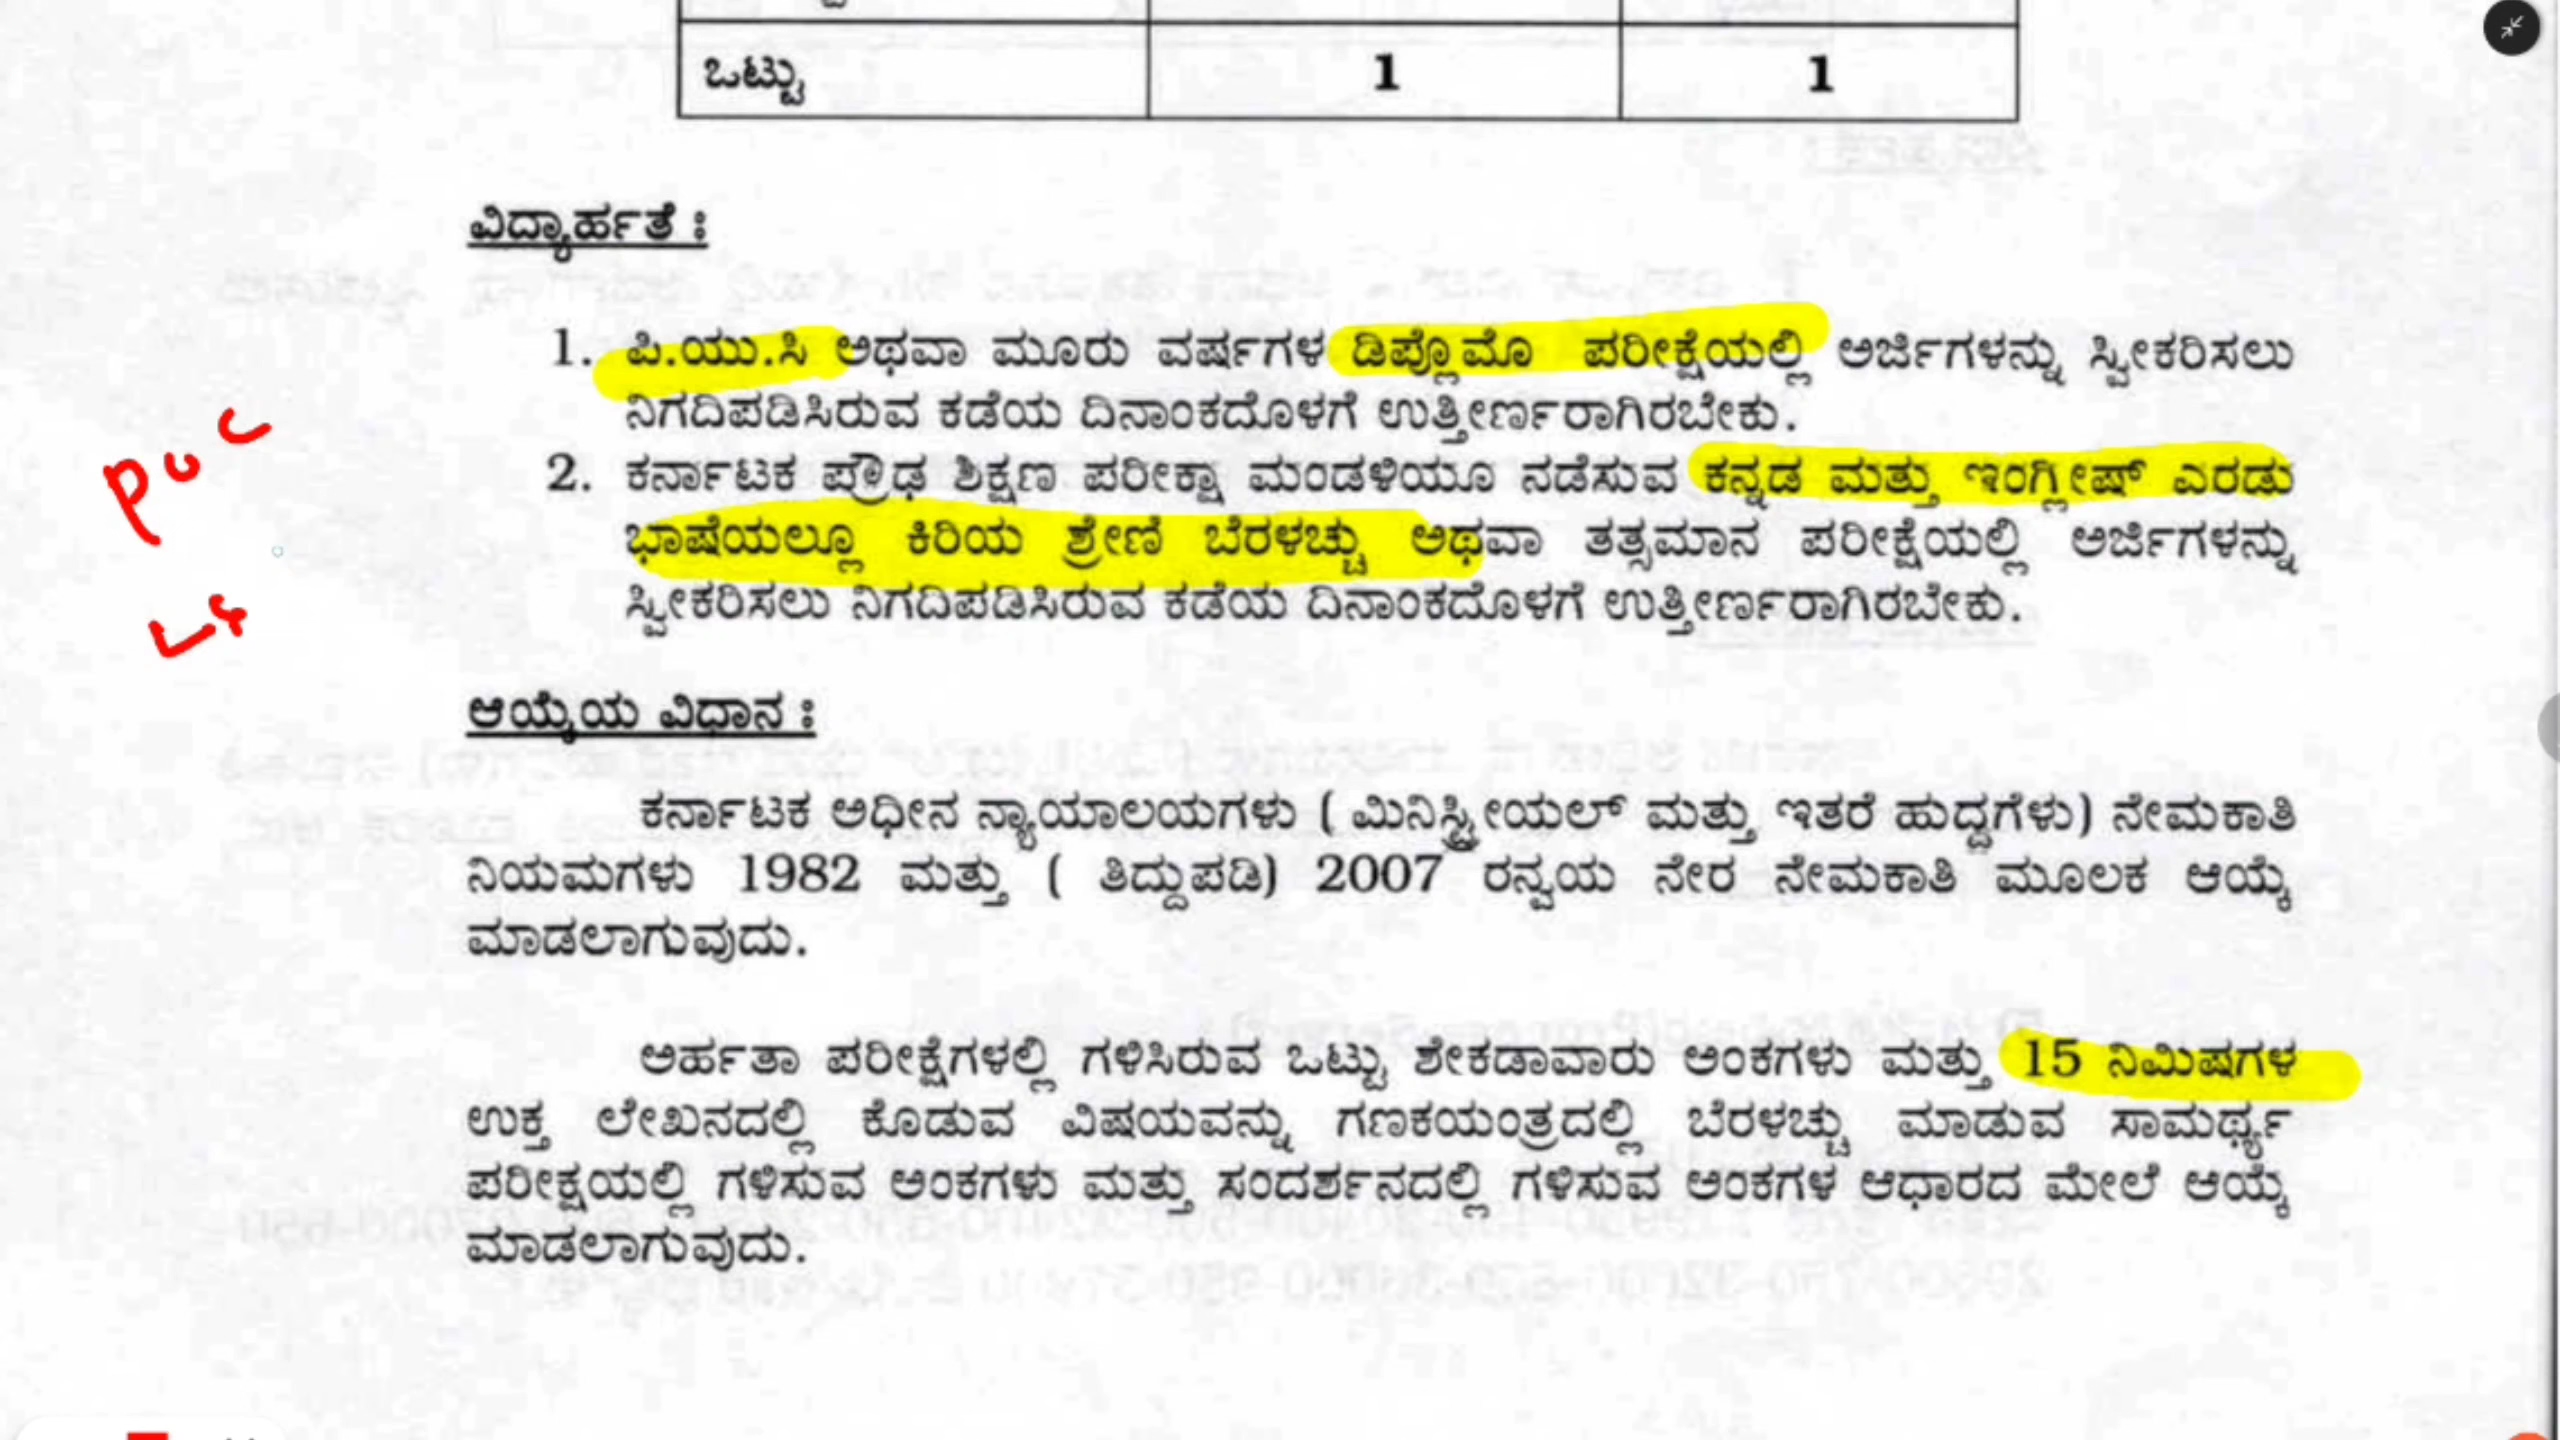 ಒಟ್ಟು 1 1
ವಿದ್ಯಾರ್ಹತೆ :
1. ಪಿ.ಯು.ಸಿ ಅಥವಾ ಮೂರು ವರ್ಷಗಳ ಡಿಪ್ಲೊಮೊ ಪರೀಕ್ಷೆಯಲ್ಲಿ ಅರ್ಜಿಗಳನ್ನು ಸ್ವೀಕರಿಸಲು
ನಿಗದಿಪಡಿಸಿರುವ ಕಡೆಯ ದಿನಾಂಕದೊಳಗೆ ಉತ್ತೀರ್ಣರಾಗಿರಬೇಕು.
puc
2. ಕರ್ನಾಟಕ ಪ್ರೌಢ ಶಿಕ್ಷಣ ಪರೀಕ್ಷಾ ಮಂಡಳಿಯೂ ನಡೆಸುವ ಕನ್ನಡ ಮತ್ತು ಇಂಗ್ಲೀಷ್ ಎರಡು
ಭಾಷೆಯಲ್ಲೂ ಕಿರಿಯ ಶ್ರೇಣಿ ಬೆರಳಚ್ಚು ಅಥವಾ ತತ್ಸಮಾನ ಪರೀಕ್ಷೆಯಲ್ಲಿ ಅರ್ಜಿಗಳನ್ನು
ಸ್ವೀಕರಿಸಲು ನಿಗದಿಪಡಿಸಿರುವ ಕಡೆಯ ದಿನಾಂಕದೊಳಗೆ ಉತ್ತೀರ್ಣರಾಗಿರಬೇಕು.
ಆಯ್ಕೆಯ ವಿಧಾನ :
ಕರ್ನಾಟಕ ಅಧೀನ ನ್ಯಾಯಾಲಯಗಳು ( ಮಿನಿಸ್ಟ್ರೀಯಲ್ ಮತ್ತು ಇತರೆ ಹುದ್ದಗೆಳು) ನೇಮಕಾತಿ
ನಿಯಮಗಳು 1982 ಮತ್ತು ( ತಿದ್ದುಪಡಿ) 2007 ರನ್ವಯ ನೇರ ನೇಮಕಾತಿ ಮೂಲಕ ಆಯ್ಕೆ
ಮಾಡಲಾಗುವುದು.
ಅರ್ಹತಾ ಪರೀಕ್ಷೆಗಳಲ್ಲಿ ಗಳಿಸಿರುವ ಒಟ್ಟು ಶೇಕಡಾವಾರು ಅಂಕಗಳು ಮತ್ತು 15 ನಿಮಿಷಗಳ
ಉಕ್ತ ಲೇಖನದಲ್ಲಿ ಕೊಡುವ ವಿಷಯವನ್ನು ಗಣಕಯಂತ್ರದಲ್ಲಿ ಬೆರಳಚ್ಚು ಮಾಡುವ ಸಾಮರ್ಥ್ಯ
ಪರೀಕ್ಷಯಲ್ಲಿ ಗಳಿಸುವ ಅಂಕಗಳು ಮತ್ತು ಸಂದರ್ಶನದಲ್ಲಿ ಗಳಿಸುವ ಅಂಕಗಳ ಆಧಾರದ ಮೇಲೆ ಆಯ್ಕೆ
ಮಾಡಲಾಗುವುದು.